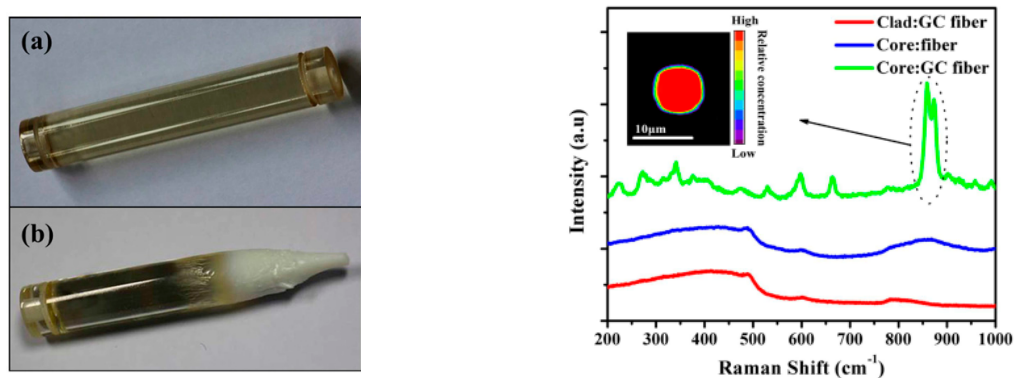 (a)
(b)
High
Low
Relative concentration
10μm
Clad:GC fiber
Core:fiber
Core:GC fiber
Intensity (a.u)
200 300 400 500 600 700 800 900 1000
Raman Shift (cm⁻¹)